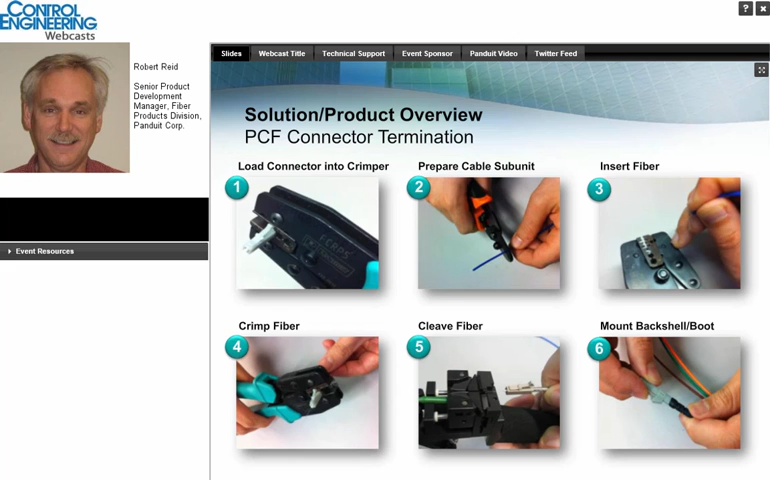 CONTROL
ENGINEERING
Webcasts
? ×
Robert Reid
Senior Product
Development
Manager, Fiber
Products Division,
Panduit Corp.
Event Resources
Slides Webcast Title Technical Support Event Sponsor Panduit Video Twitter Feed
Solution/Product Overview
PCF Connector Termination
Load Connector into Crimper Prepare Cable Subunit Insert Fiber
1 2 3
Crimp Fiber Cleave Fiber Mount Backshell/Boot
4 5 6